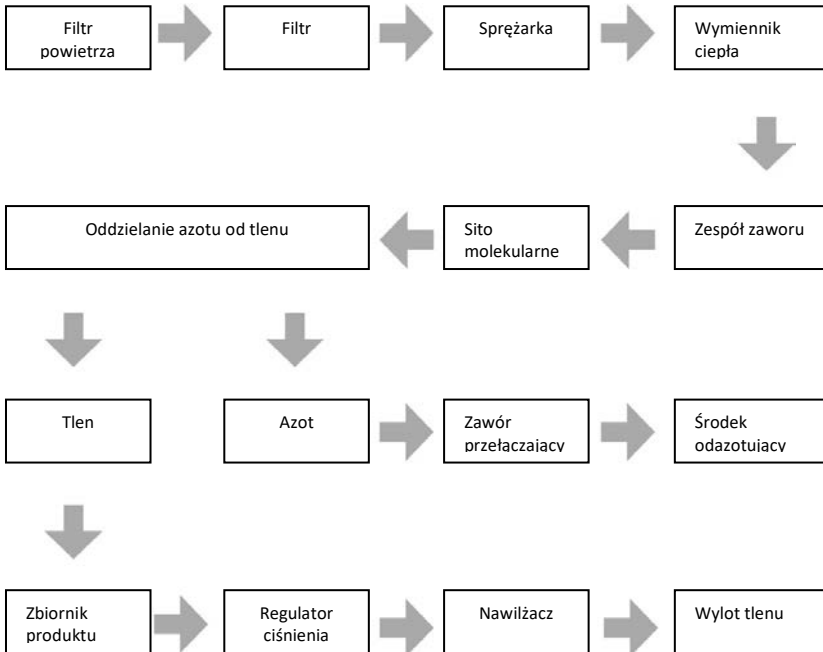 Filtr
powietrza
Filtr
Sprężarka
Wymiennik
ciepła
Oddzielanie azotu od tlenu
Sito
molekularne
Zespół zaworu
Tlen
Azot
Zawór
przełączający
Środek
odazotujący
Zbiornik
produktu
Regulator
ciśnienia
Nawilżacz
Wylot tlenu